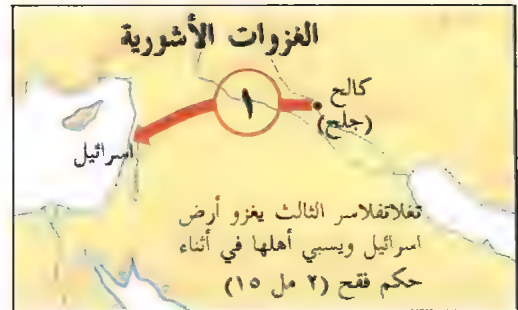 الغزوات الأشورية
كالح
(جلح)
١
اسرائيل
تغلاتفلاسر الثالث يغزو أرض
اسرائيل ويسبي أهلها في أثناء
حكم فقح (٢ مل ١٥)